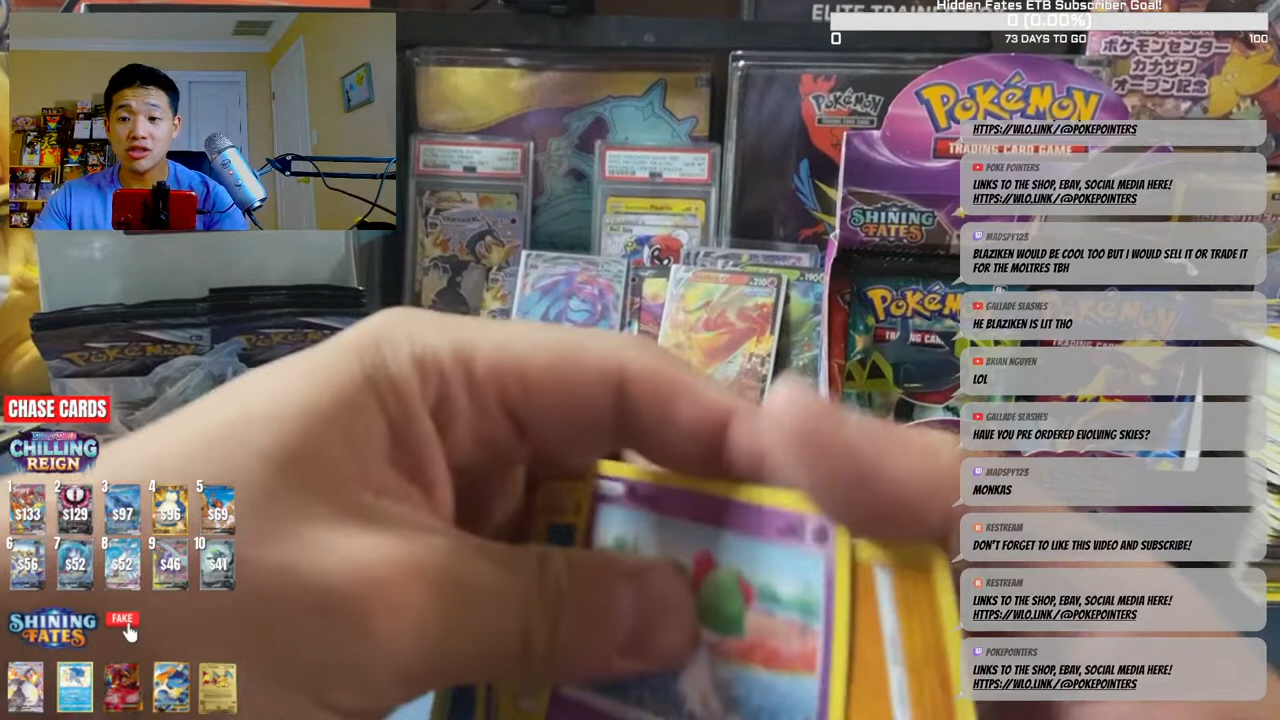 Hidden Fates ETB Subscriber Goal!
0 (0.00%)
0
73 DAYS TO GO
100
ELITE TRAINER
ポケモンセンター
カナザワ
オープン記念
POKÉMON
Pokémon
TRADING CARD GAME
SHINING
FATES
HTTPS://WLO.LINK/@POKEPOINTERS
POKE POINTERS
LINKS TO THE SHOP, EBAY, SOCIAL MEDIA HERE!
HTTPS://WLO.LINK/@POKEPOINTERS
MADSPY123
BLAZIKEN WOULD BE COOL TOO BUT I WOULD SELL IT OR TRADE IT
FOR THE MOLTRES TBH
GALLADE SLASHES
HE BLAZIKEN IS LIT THO
BRIAN NGUYEN
LOL
GALLADE SLASHES
HAVE YOU PRE ORDERED EVOLVING SKIES?
MADSPY123
MONKAS
RESTREAM
DON'T FORGET TO LIKE THIS VIDEO AND SUBSCRIBE!
RESTREAM
LINKS TO THE SHOP, EBAY, SOCIAL MEDIA HERE!
HTTPS://WLO.LINK/@POKEPOINTERS
POKEPOINTERS
LINKS TO THE SHOP, EBAY, SOCIAL MEDIA HERE!
HTTPS://WLO.LINK/@POKEPOINTERS
210
190
POKÉMON
POKÉMON
Pokém
CHASE CARDS
CHILLING
REIGN
1 2 3 4 5
$133 $129 $97 $96 $69
6 7 8 9 10
$56 $52 $52 $46 $41
SHINING
FATES
FAKE